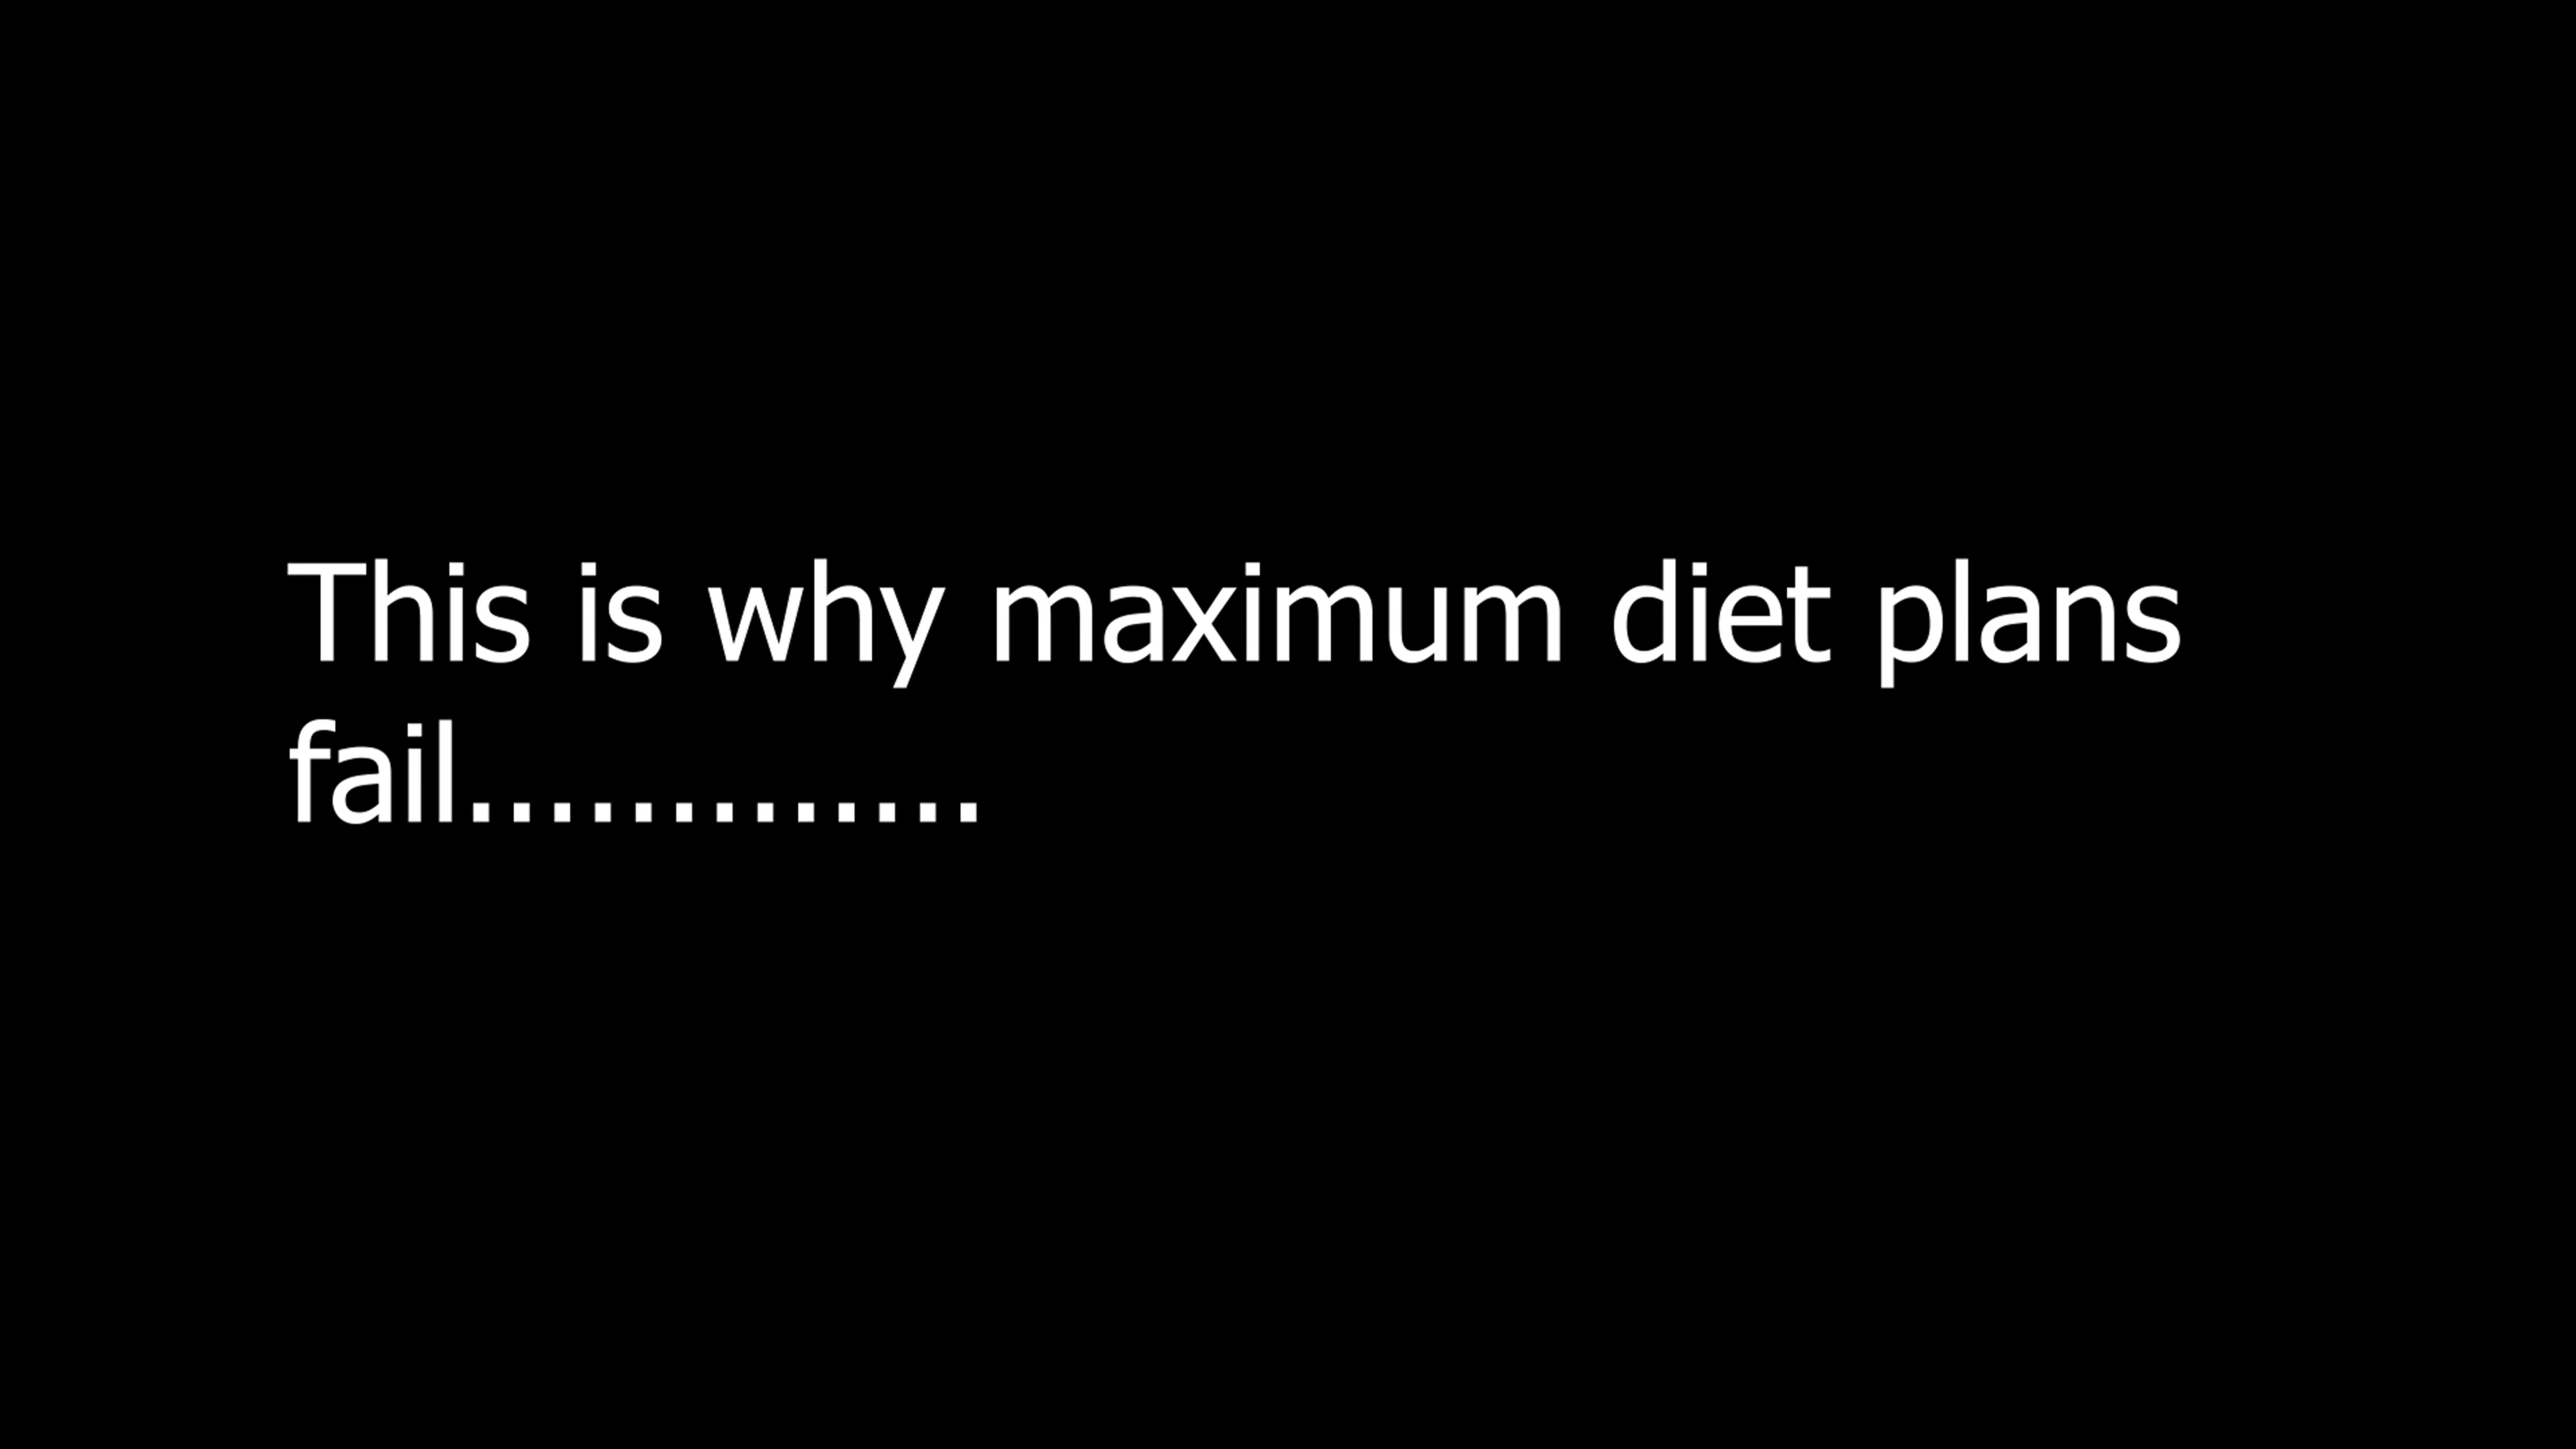 This is why maximum diet plans
fail.............